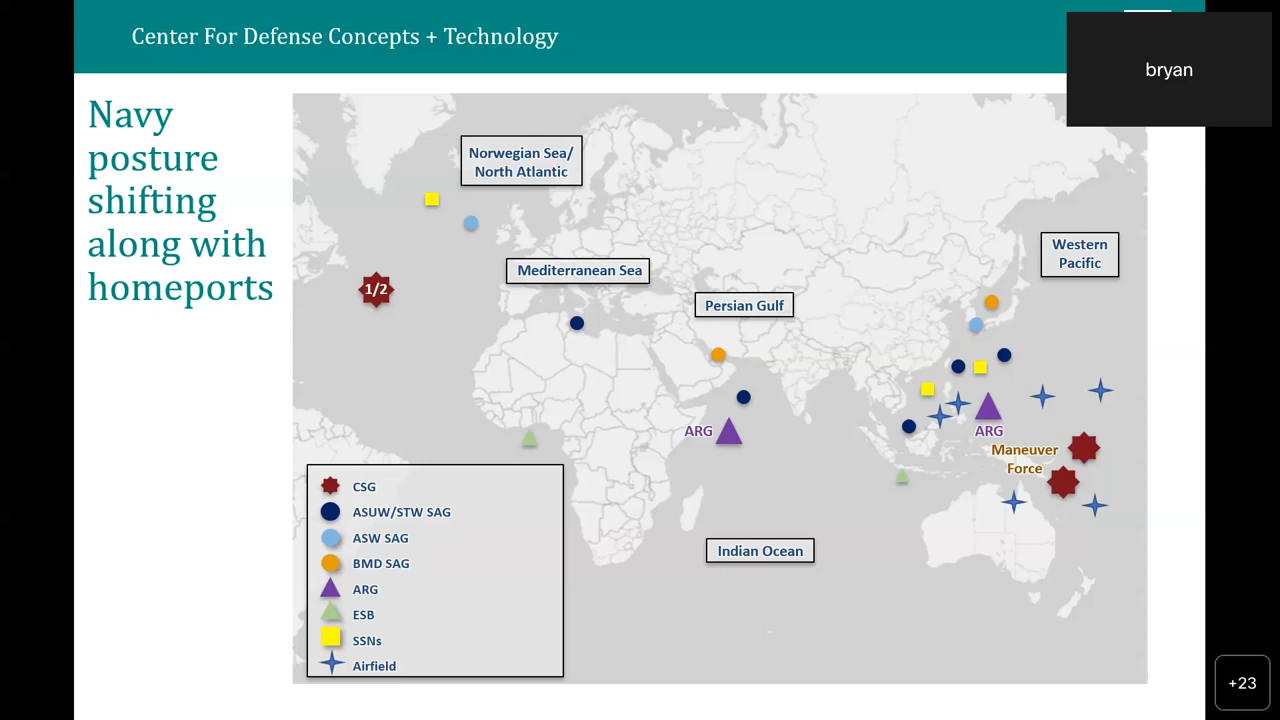 Center For Defense Concepts + Technology
bryan
Navy
posture
shifting
along with
homeports
Norwegian Sea/
North Atlantic
Western
Pacific
Mediterranean Sea
1/2
Persian Gulf
ARG
ARG
Maneuver
Force
Indian Ocean
CSG
ASUW/STW SAG
ASW SAG
BMD SAG
ARG
ESB
SSNs
Airfield
+23